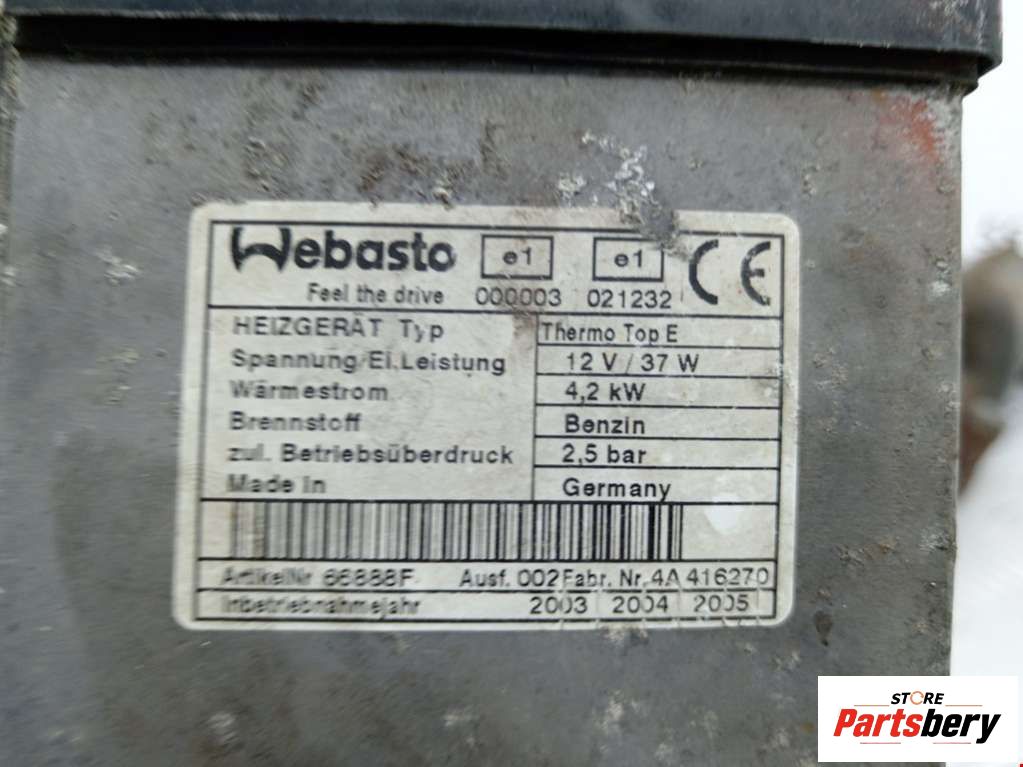 Webasto e1 e1 CE
Feel the drive 000003 021232
HEIZGERÄT Typ Thermo Top E
Spannung/El.Leistung 12 V / 37 W
Wärmestrom 4,2 kW
Brennstoff Benzin
zul. Betriebsüberdruck 2,5 bar
Made in Germany
ArtikelNr 66888F Ausf. 002 Fabr. Nr. 4A 416270
Inbetriebnahmejahr 2003 2004 2005
STORE
Partsbery